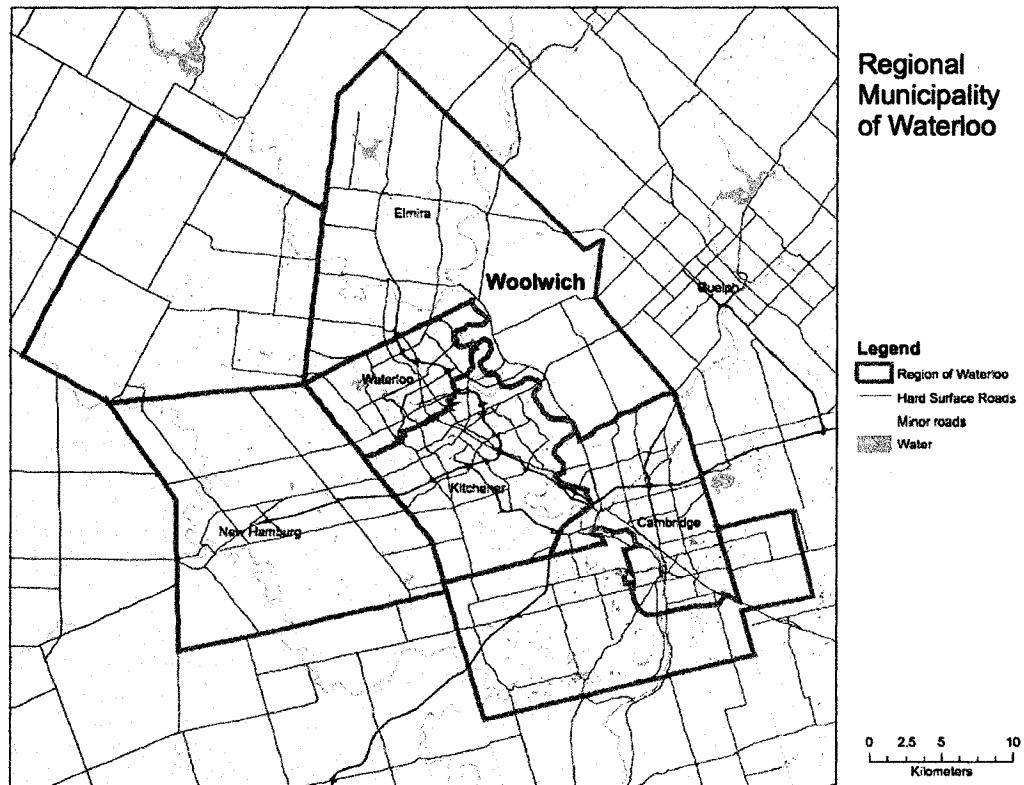 Regional
Municipality
of Waterloo
Elmira
Woolwich
Guelph
Waterloo
Kitchener
New Hamburg
Cambridge
Legend
Region of Waterloo
Hard Surface Roads
Minor roads
Water
0 2.5 5 10
Kilometers